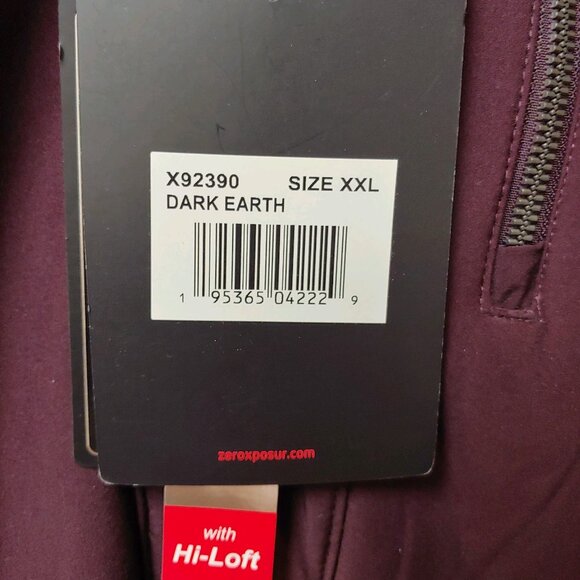 X92390 SIZE XXL
DARK EARTH
1 95365 04222 9
zeroxposur.com
with
Hi-Loft